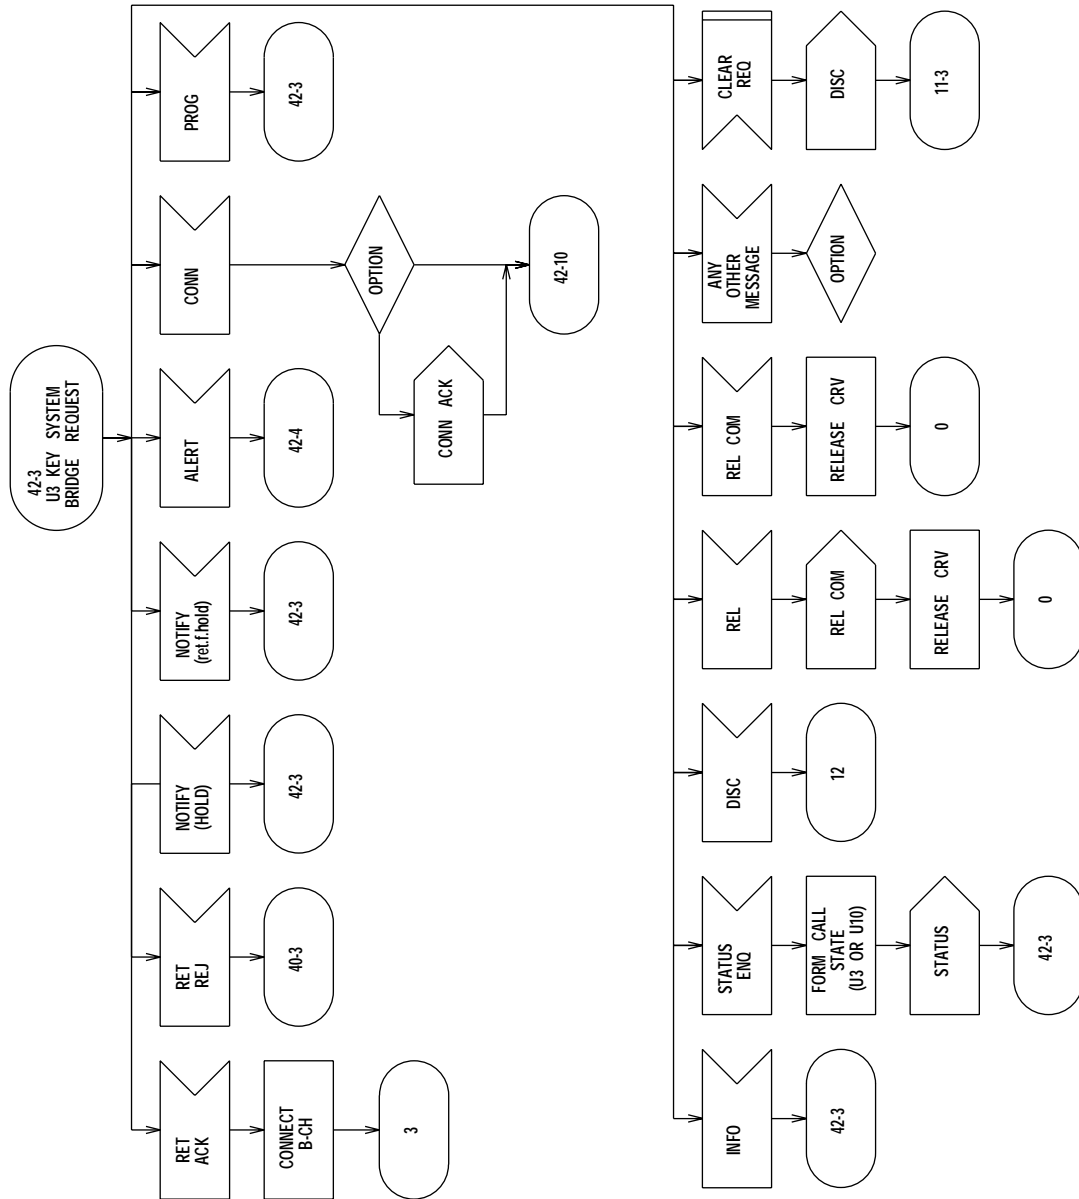 42-3
U3 KEY SYSTEM
BRIDGE REQUEST
RET
ACK
CONNECT
B-CH
3
RET
REJ
40-3
NOTIFY
(HOLD)
42-3
NOTIFY
(ret.f.hold)
42-3
ALERT
42-4
CONN
OPTION
CONN ACK
42-10
PROG
42-3
INFO
42-3
STATUS
ENQ
FORM CALL
STATE
(U3 OR U10)
STATUS
42-3
DISC
12
REL
REL COM
RELEASE CRV
0
REL COM
RELEASE CRV
0
ANY
OTHER
MESSAGE
OPTION
CLEAR
REQ
DISC
11-3